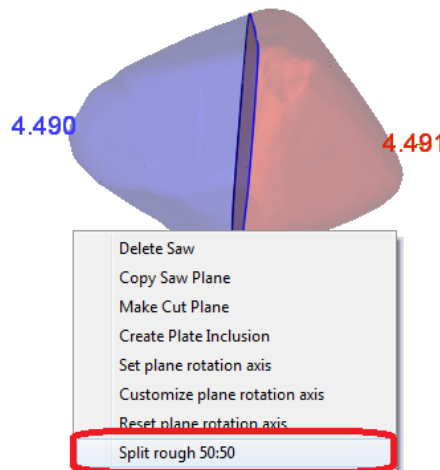 4.490
4.491
Delete Saw
Copy Saw Plane
Make Cut Plane
Create Plate Inclusion
Set plane rotation axis
Customize plane rotation axis
Reset plane rotation axis
Split rough 50:50